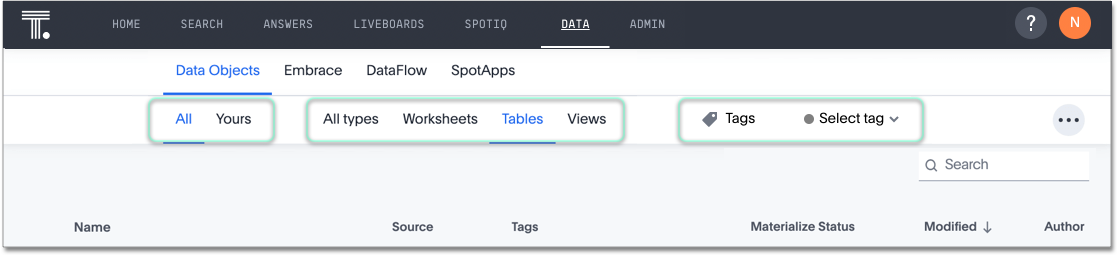 HOME SEARCH ANSWERS LIVEBOARDS SPOTIQ DATA ADMIN ? N
Data Objects Embrace DataFlow SpotApps
All Yours All types Worksheets Tables Views Tags Select tag
Search
Name Source Tags Materialize Status Modified ↓ Author